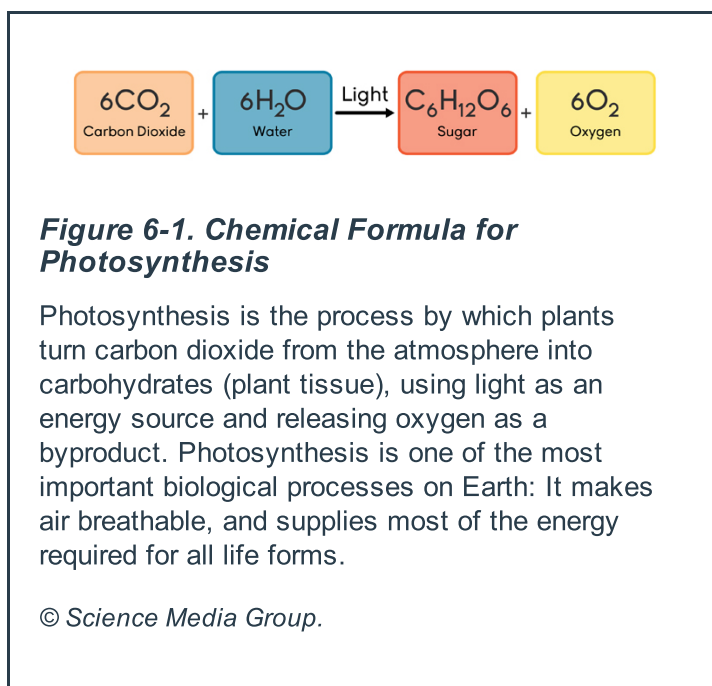 6CO₂ + 6H₂O Light C₆H₁₂O₆ + 6O₂
Carbon Dioxide Water Sugar Oxygen
Figure 6-1. Chemical Formula for
Photosynthesis
Photosynthesis is the process by which plants
turn carbon dioxide from the atmosphere into
carbohydrates (plant tissue), using light as an
energy source and releasing oxygen as a
byproduct. Photosynthesis is one of the most
important biological processes on Earth: It makes
air breathable, and supplies most of the energy
required for all life forms.
© Science Media Group.